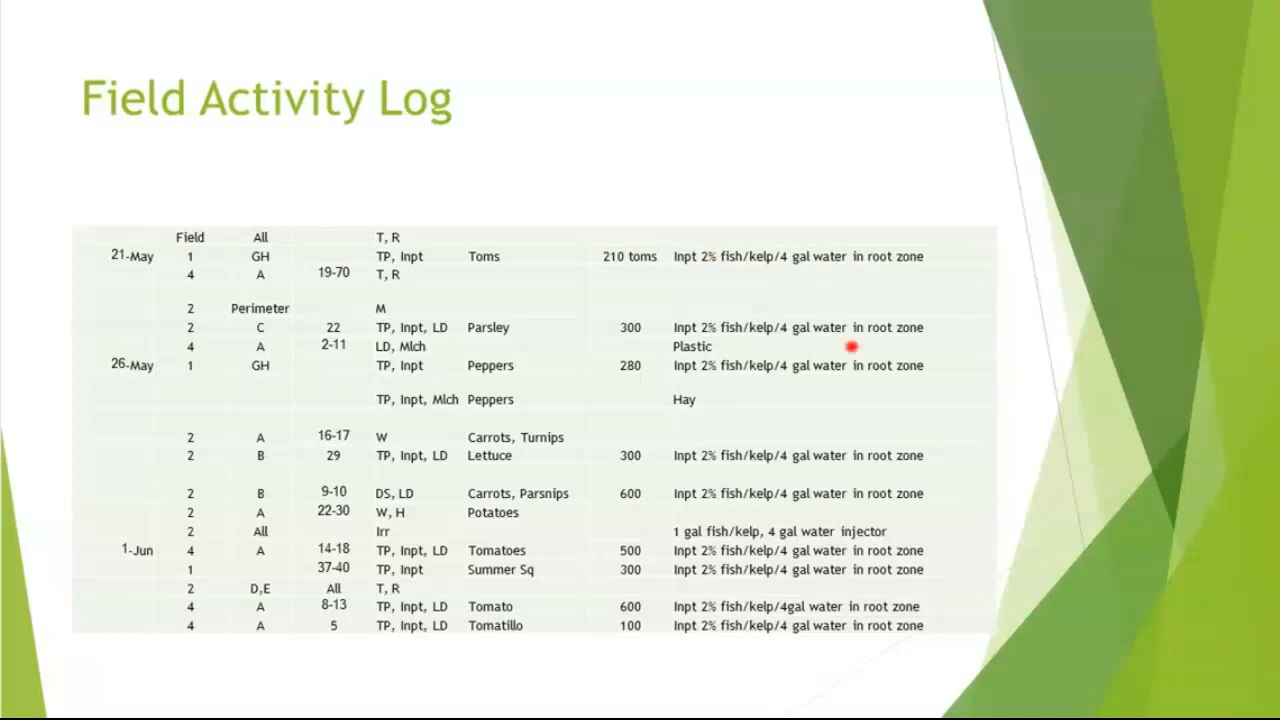 Field Activity Log
Field All T, R
21-May 1 GH TP, Inpt Toms 210 toms Inpt 2% fish/kelp/4 gal water in root zone
4 A 19-70 T, R
2 Perimeter M
2 C 22 TP, Inpt, LD Parsley 300 Inpt 2% fish/kelp/4 gal water in root zone
4 A 2-11 LD, Mlch Plastic
26-May 1 GH TP, Inpt Peppers 280 Inpt 2% fish/kelp/4 gal water in root zone
TP, Inpt, Mlch Peppers Hay
2 A 16-17 W Carrots, Turnips
2 B 29 TP, Inpt, LD Lettuce 300 Inpt 2% fish/kelp/4 gal water in root zone
2 B 9-10 DS, LD Carrots, Parsnips 600 Inpt 2% fish/kelp/4 gal water in root zone
2 A 22-30 W, H Potatoes
2 All Irr 1 gal fish/kelp, 4 gal water injector
1-Jun 4 A 14-18 TP, Inpt, LD Tomatoes 500 Inpt 2% fish/kelp/4 gal water in root zone
1 37-40 TP, Inpt Summer Sq 300 Inpt 2% fish/kelp/4 gal water in root zone
2 D,E All T, R
4 A 8-13 TP, Inpt, LD Tomato 600 Inpt 2% fish/kelp/4gal water in root zone
4 A 5 TP, Inpt, LD Tomatillo 100 Inpt 2% fish/kelp/4 gal water in root zone